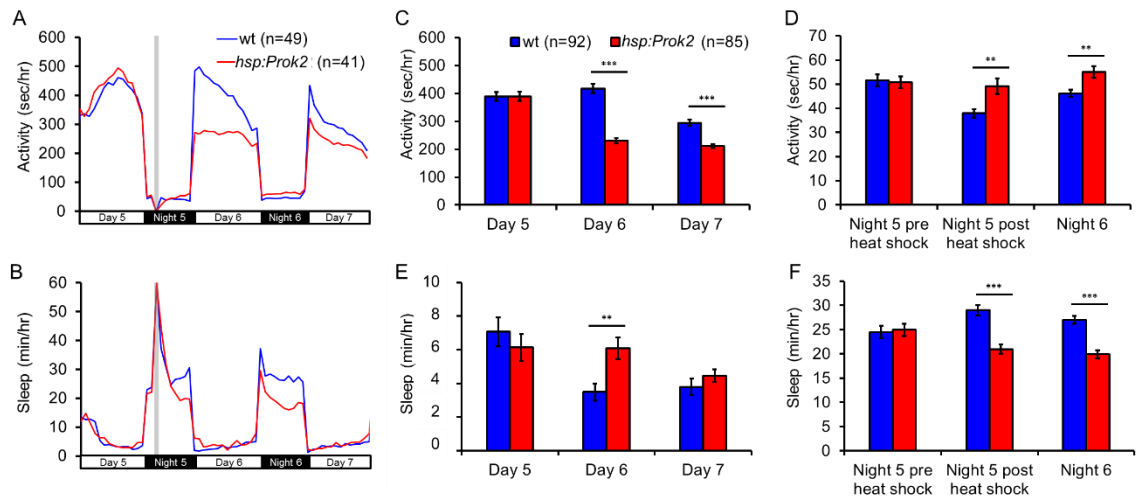 A
Activity (sec/hr)
600
500
400
300
200
100
0
wt (n=49)
hsp:Prok2 (n=41)
Day 5
Night 5
Day 6
Night 6
Day 7
B
Sleep (min/hr)
60
50
40
30
20
10
0
Day 5
Night 5
Day 6
Night 6
Day 7
C
Activity (sec/hr)
600
500
400
300
200
100
0
wt (n=92)
hsp:Prok2 (n=85)
***
***
Day 5
Day 6
Day 7
D
Activity (sec/hr)
60
50
40
30
20
10
0
**
**
Night 5 pre
heat shock
Night 5 post
heat shock
Night 6
E
Sleep (min/hr)
10
8
6
4
2
0
**
Day 5
Day 6
Day 7
F
Sleep (min/hr)
35
30
25
20
15
10
5
0
***
***
Night 5 pre
heat shock
Night 5 post
heat shock
Night 6